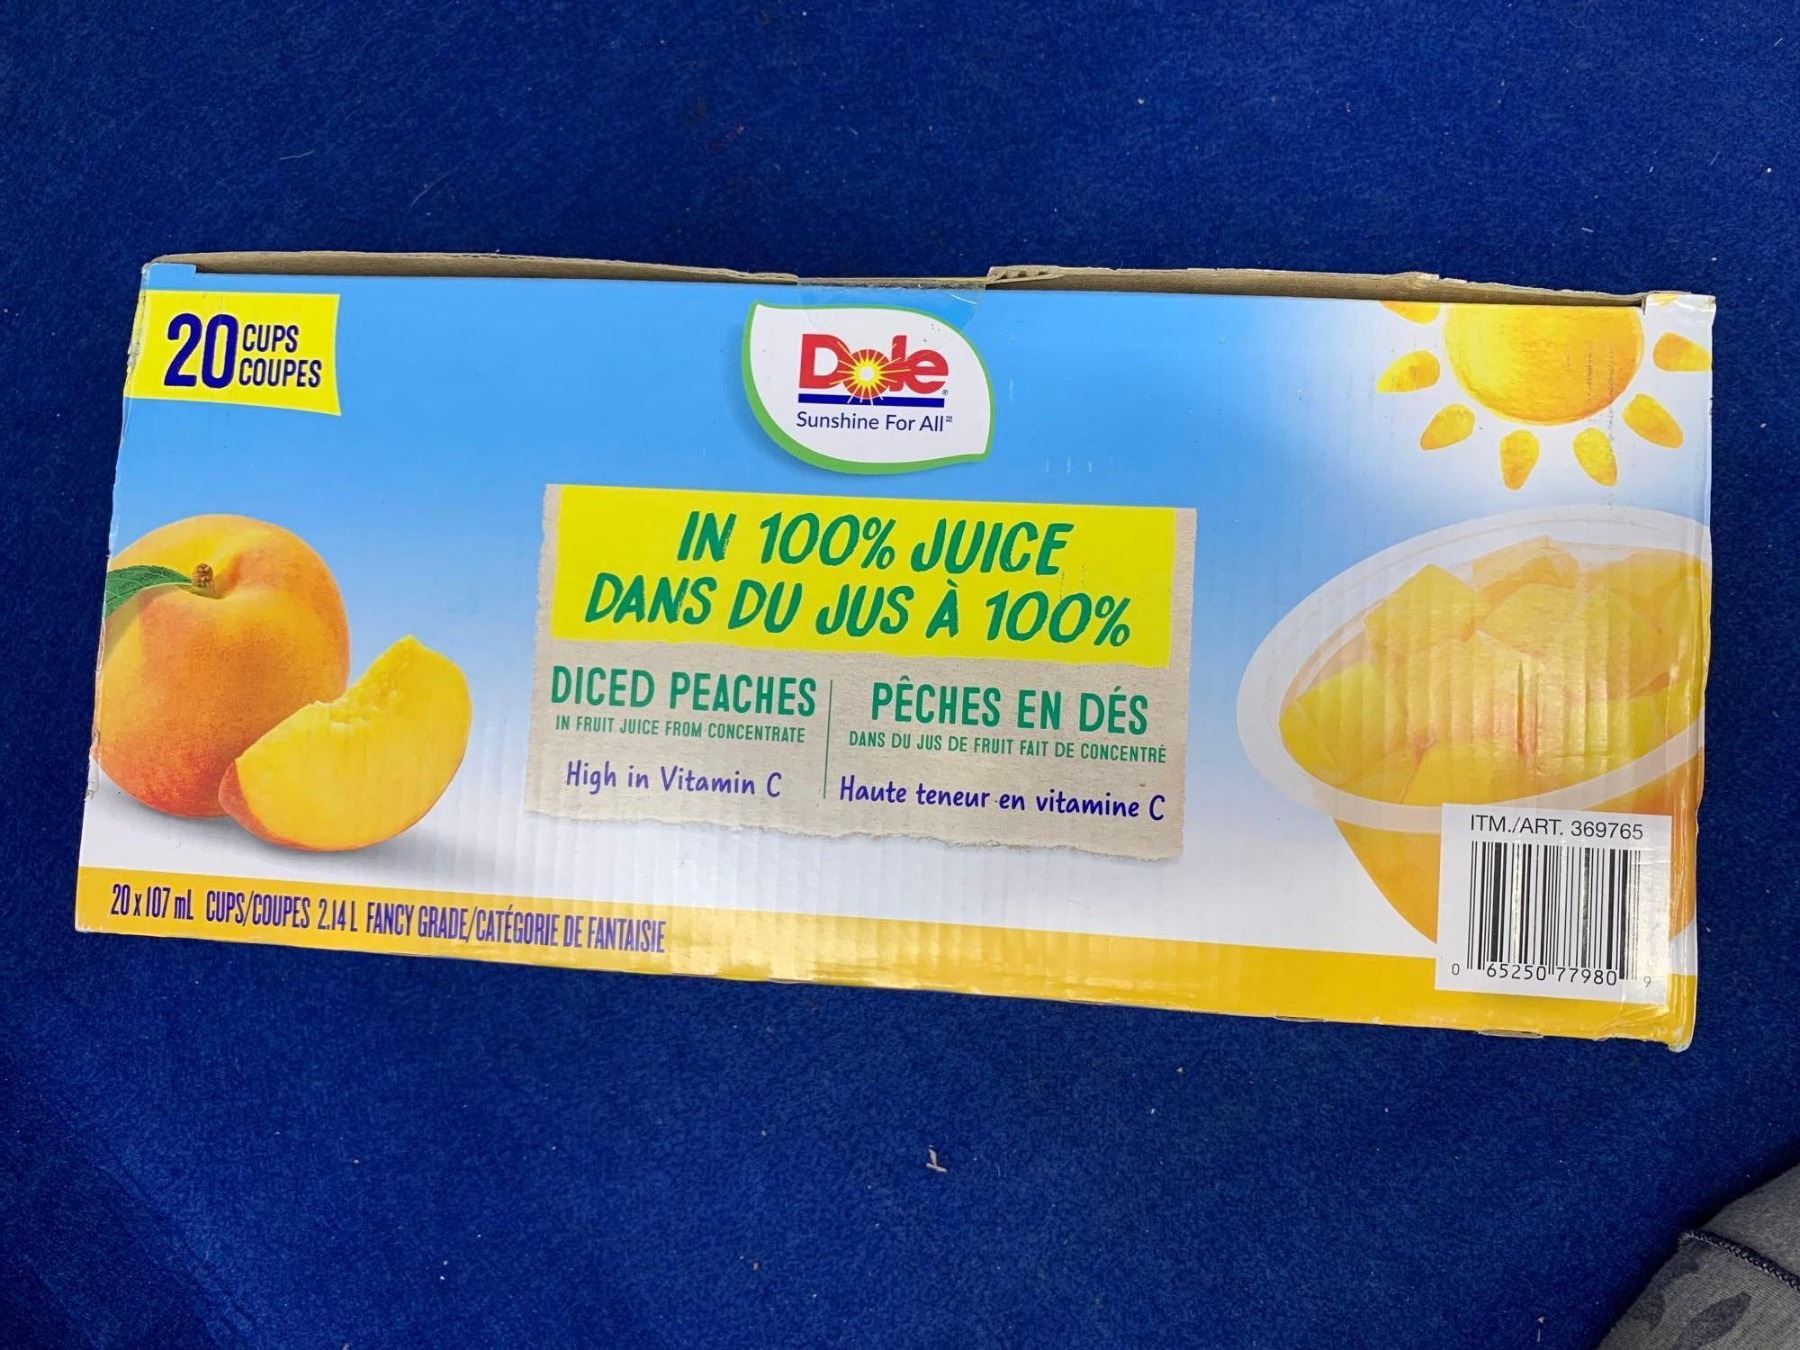 20 CUPS
COUPES
Dole®
Sunshine For All
IN 100% JUICE
DANS DU JUS À 100%
DICED PEACHES
IN FRUIT JUICE FROM CONCENTRATE
High in Vitamin C
PÊCHES EN DÉS
DANS DU JUS DE FRUIT FAIT DE CONCENTRÉ
Haute teneur en vitamine C
20 x 107 mL CUPS/COUPES 2.14 L FANCY GRADE/CATÉGORIE DE FANTAISIE
ITM./ART. 369765
0 65250 77980 9